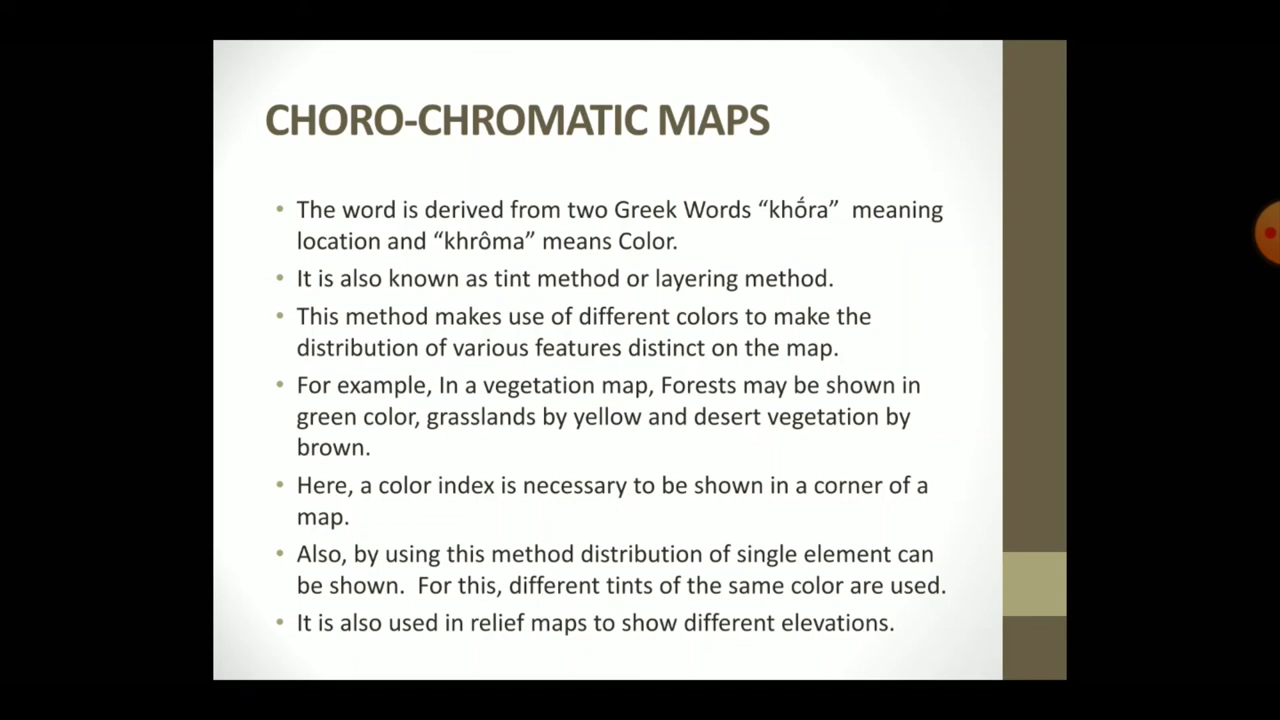 CHORO-CHROMATIC MAPS
• The word is derived from two Greek Words “khṓra”  meaning
location and “khrôma” means Color.
• It is also known as tint method or layering method.
• This method makes use of different colors to make the
distribution of various features distinct on the map.
• For example, In a vegetation map, Forests may be shown in
green color, grasslands by yellow and desert vegetation by
brown.
• Here, a color index is necessary to be shown in a corner of a
map.
• Also, by using this method distribution of single element can
be shown.  For this, different tints of the same color are used.
• It is also used in relief maps to show different elevations.